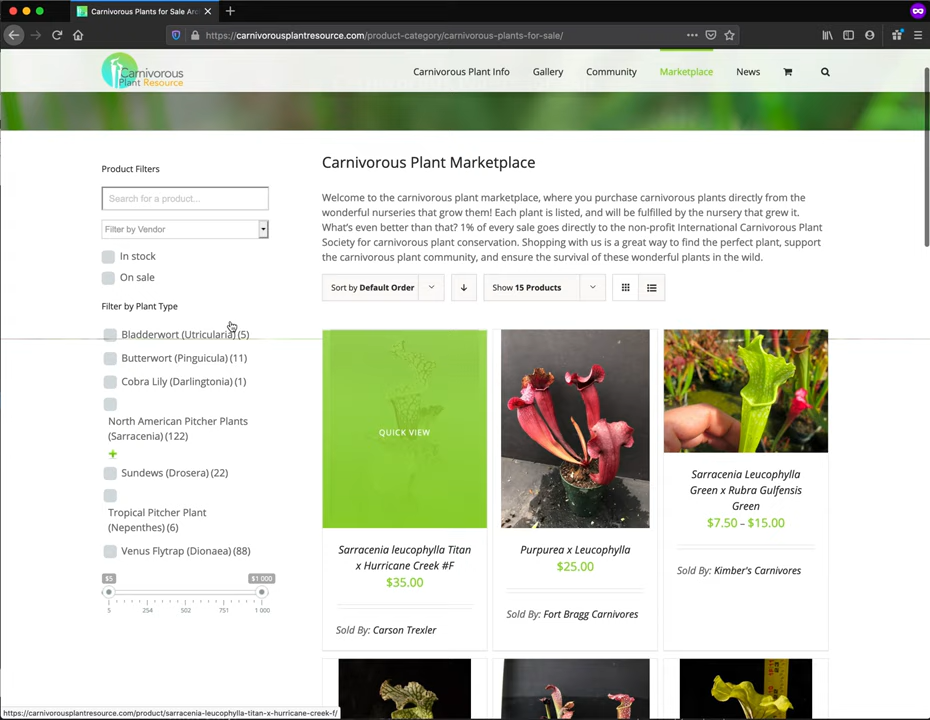 Carnivorous Plants for Sale Arc
https://carnivorousplantresource.com/product-category/carnivorous-plants-for-sale/
Carnivorous
Plant Resource
Carnivorous Plant Info
Gallery
Community
Marketplace
News
Product Filters
Search for a product...
Filter by Vendor
In stock
On sale
Filter by Plant Type
Bladderwort (Utricularia) (5)
Butterwort (Pinguicula) (11)
Cobra Lily (Darlingtonia) (1)
North American Pitcher Plants
(Sarracenia) (122)
Sundews (Drosera) (22)
Tropical Pitcher Plant
(Nepenthes) (6)
Venus Flytrap (Dionaea) (88)
$5
$1 000
5 254 502 751 1 000
Carnivorous Plant Marketplace
Welcome to the carnivorous plant marketplace, where you purchase carnivorous plants directly from the
wonderful nurseries that grow them! Each plant is listed, and will be fulfilled by the nursery that grew it.
What's even better than that? 1% of every sale goes directly to the non-profit International Carnivorous Plant
Society for carnivorous plant conservation. Shopping with us is a great way to find the perfect plant, support
the carnivorous plant community, and ensure the survival of these wonderful plants in the wild.
Sort by Default Order
Show 15 Products
QUICK VIEW
Sarracenia leucophylla Titan
x Hurricane Creek #F
$35.00
Sold By: Carson Trexler
Purpurea x Leucophylla
$25.00
Sold By: Fort Bragg Carnivores
Sarracenia Leucophylla
Green x Rubra Gulfensis
Green
$7.50 – $15.00
Sold By: Kimber's Carnivores
https://carnivorousplantresource.com/product/sarracenia-leucophylla-titan-x-hurricane-creek-f/